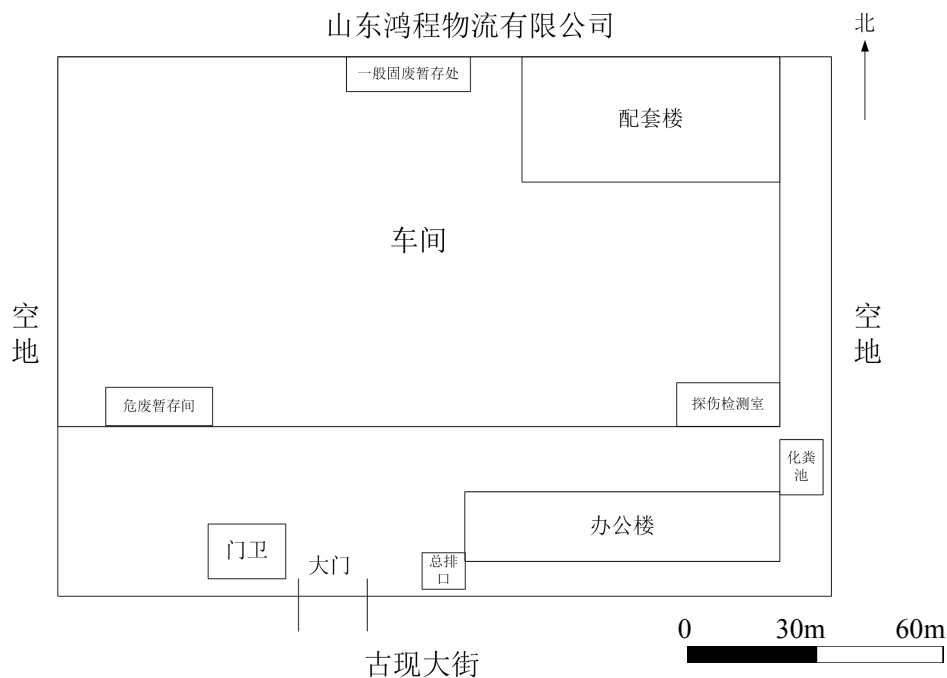 山东鸿程物流有限公司
北
一般固废暂存处
配套楼
车间
空
地
空
地
危废暂存间
探伤检测室
化粪
池
办公楼
门卫
大门
总排
口
0 30m 60m
古现大街